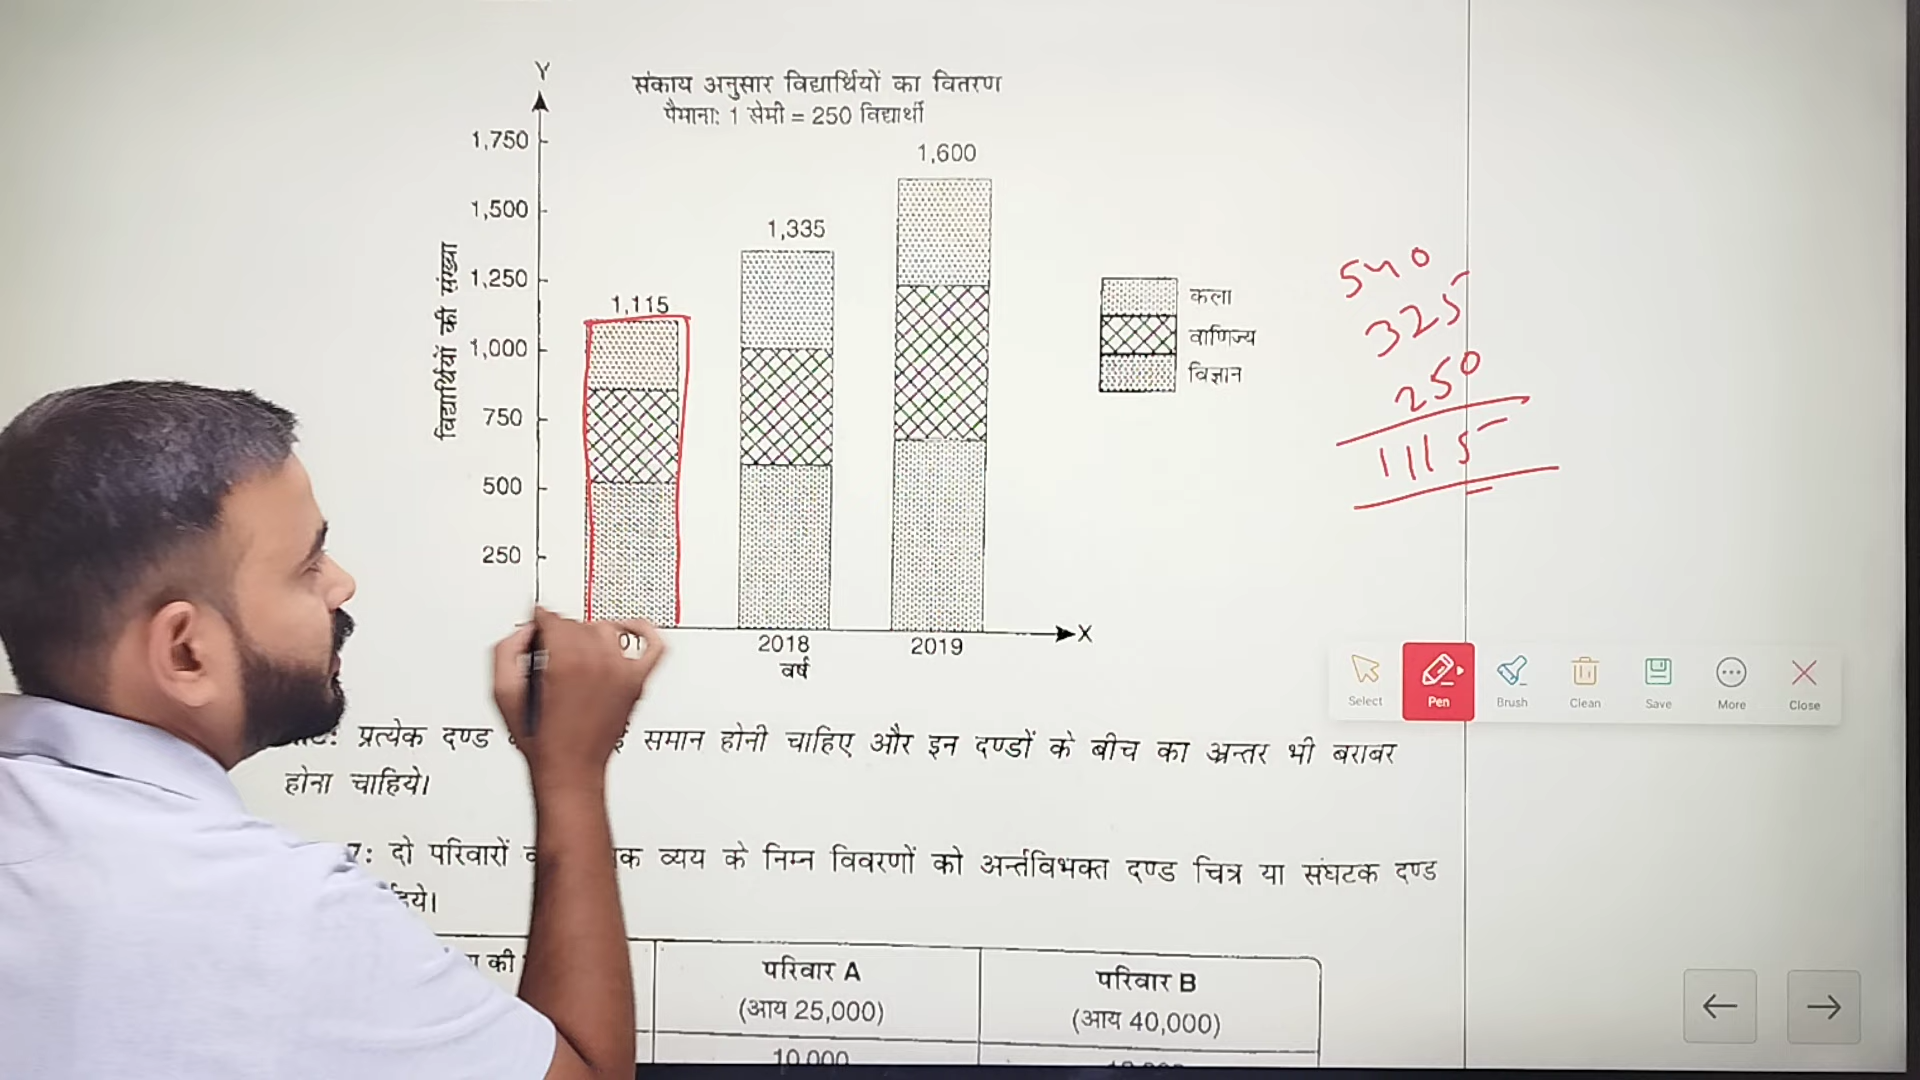 Y
संकाय अनुसार विद्यार्थियों का वितरण
पैमाना: 1 सेमी = 250 विद्यार्थी
1,750
1,500
1,250
1,000
750
500
250
विद्यार्थियों की संख्या
1,115
1,335
1,600
कला
वाणिज्य
विज्ञान
2018
2019
X
वर्ष
540
325
250
1115
Select
Pen
Brush
Clean
Save
More
Close
प्रत्येक दण्ड समान होनी चाहिए और इन दण्डों के बीच का अन्तर भी बराबर
होना चाहिये।
दो परिवारों व्यय के निम्न विवरणों को अर्न्तविभक्त दण्ड चित्र या संघटक दण्ड
की
परिवार A
(आय 25,000)
परिवार B
(आय 40,000)
10,000